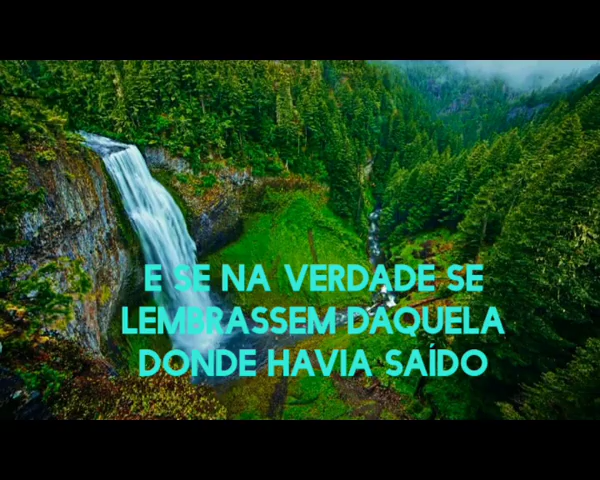 E SE NA VERDADE SE
LEMBRASSEM DAQUELA
DONDE HAVIA SAÍDO